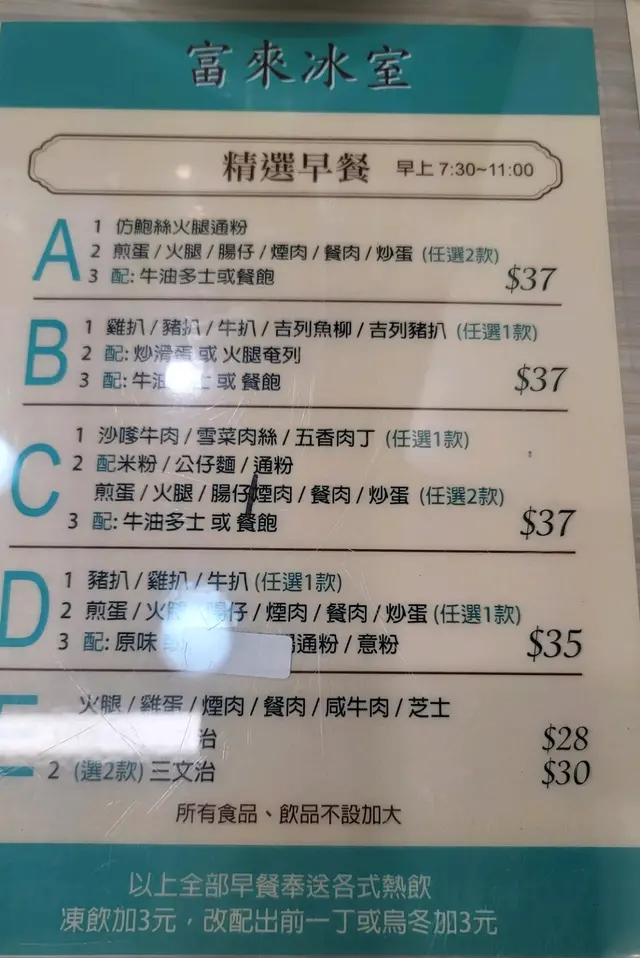 富來冰室
精選早餐 早上 7:30~11:00
A
1 仿鮑絲火腿通粉
2 煎蛋 / 火腿 / 腸仔 / 煙肉 / 餐肉 / 炒蛋 (任選2款)
3 配: 牛油多士或餐飽
$37
B
1 雞扒 / 豬扒 / 牛扒 / 吉列魚柳 / 吉列豬扒 (任選1款)
2 配: 炒滑蛋 或 火腿奄列
3 配: 牛油 士 或 餐飽
$37
C
1 沙嗲牛肉 / 雪菜肉絲 / 五香肉丁 (任選1款)
2 配米粉 / 公仔麵 / 通粉
煎蛋 / 火腿 / 腸仔 煙肉 / 餐肉 / 炒蛋 (任選2款)
3 配: 牛油多士 或 餐飽
$37
D
1 豬扒 / 雞扒 / 牛扒 (任選1款)
2 煎蛋 / 火 腸仔 / 煙肉 / 餐肉 / 炒蛋 (任選1款)
3 配: 原味 通粉 / 意粉
$35
火腿 / 雞蛋 / 煙肉 / 餐肉 / 咸牛肉 / 芝士
治 $28
2 (選2款) 三文治 $30
所有食品、飲品不設加大
以上全部早餐奉送各式熱飲
凍飲加3元，改配出前一丁或烏冬加3元